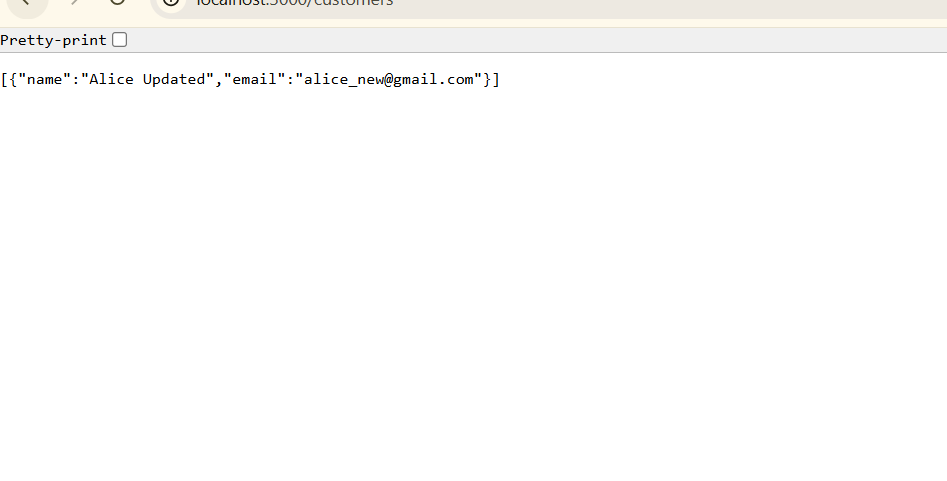 localhost:3000/customers
Pretty-print
[{"name":"Alice Updated","email":"alice_new@gmail.com"}]